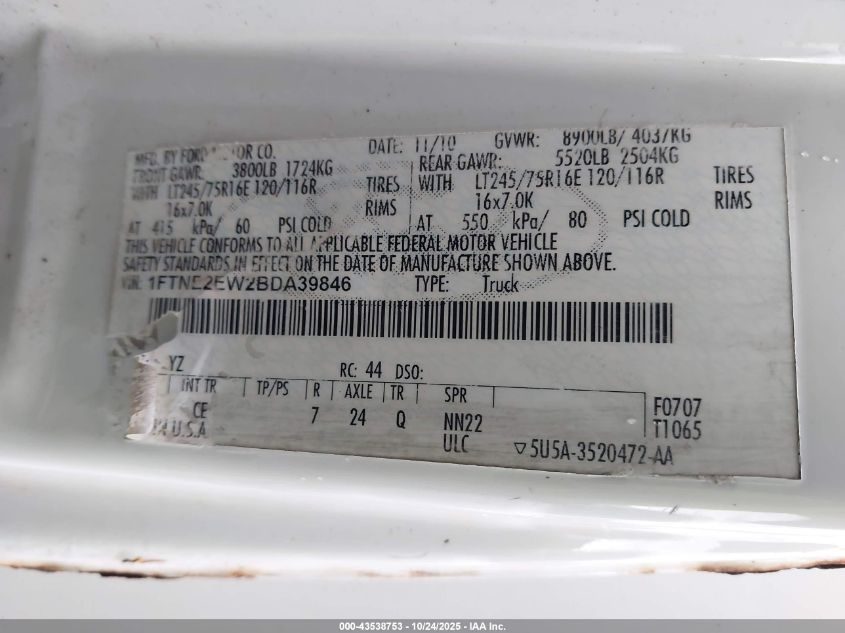 MFD. BY FORD MOTOR CO.
DATE: 11/10 GVWR: 8900LB/ 4037KG
FRONT GAWR: 3800LB 1724KG
REAR GAWR: 5520LB 2504KG
WITH LT245/75R16E 120/116R TIRES
WITH LT245/75R16E 120/116R TIRES
16x7.0K RIMS
16x7.0K RIMS
AT 415 kPa/ 60 PSI COLD
AT 550 kPa/ 80 PSI COLD
THIS VEHICLE CONFORMS TO ALL APPLICABLE FEDERAL MOTOR VEHICLE
SAFETY STANDARDS IN EFFECT ON THE DATE OF MANUFACTURE SHOWN ABOVE.
VIN: 1FTNE2EW2BDA39846 TYPE: Truck
YZ
RC: 44 DSO:
INT TR TP/PS R AXLE TR SPR
CE 7 24 Q NN22
ULC
F0707
T1065
IN U.S.A
▽5U5A-3520472-AA
000-43538753 - 10/24/2025 - IAA Inc.